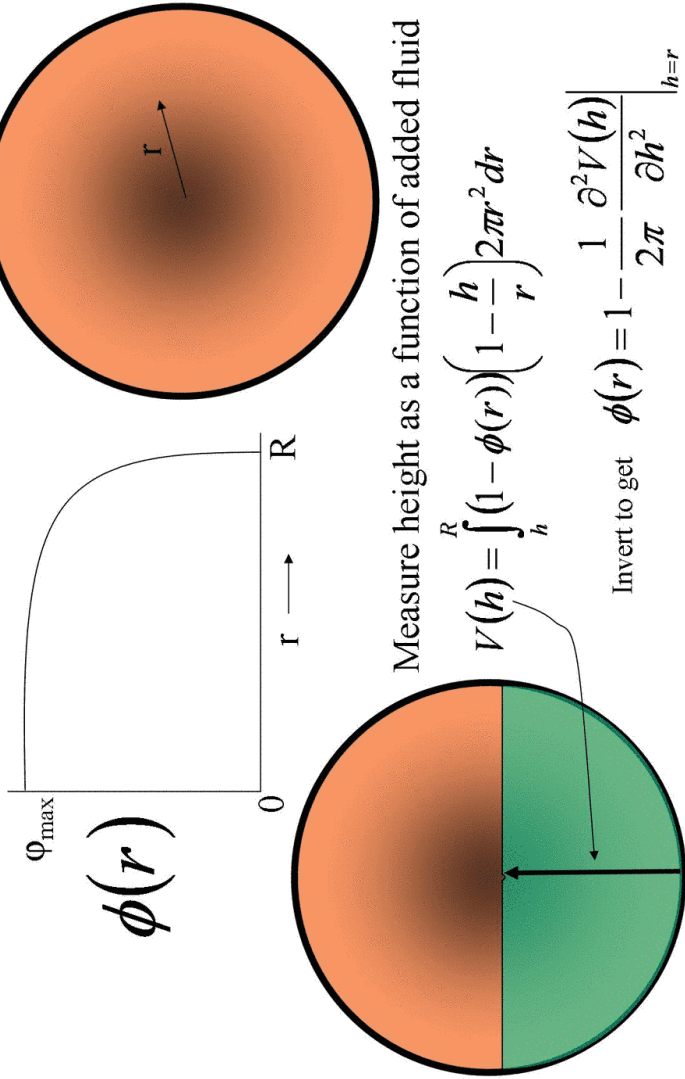 φ_max
ϕ(r)
0
r
R
r
Measure height as a function of added fluid
V(h) = ∫_h^R (1 − ϕ(r))(1 − h/r) 2πr² dr
Invert to get ϕ(r) = 1 − 1/2π ∂²V(h)/∂h² |_{h=r}